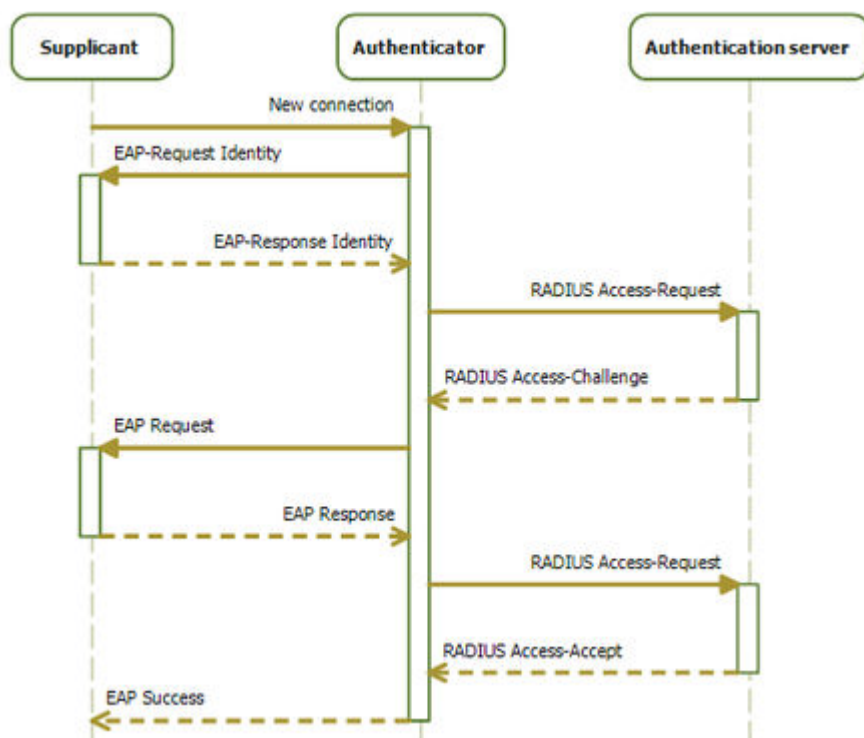 Supplicant
Authenticator
Authentication server
New connection
EAP-Request Identity
EAP-Response Identity
RADIUS Access-Request
RADIUS Access-Challenge
EAP Request
EAP Response
RADIUS Access-Request
RADIUS Access-Accept
EAP Success